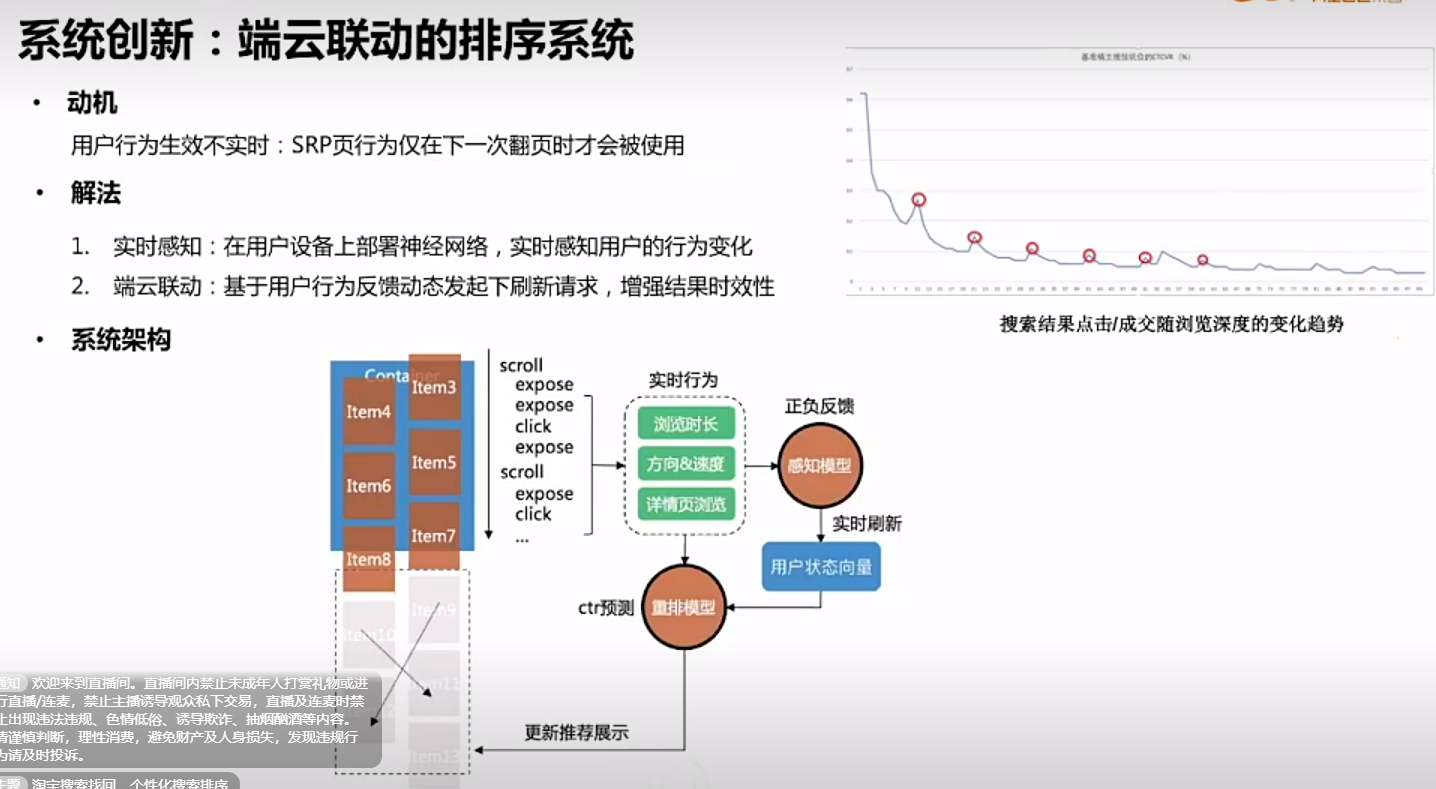 系统创新：端云联动的排序系统
• 动机
用户行为生效不实时：SRP页行为仅在下一次翻页时才会被使用
• 解法
1. 实时感知：在用户设备上部署神经网络，实时感知用户的行为变化
2. 端云联动：基于用户行为反馈动态发起下刷新请求，增强结果时效性
• 系统架构
搜索结果点击/成交随浏览深度的变化趋势
Container
Item3
Item4
Item5
Item6
Item7
Item8
Item9
Item10
Item11
Item13
scroll
expose
expose
click
expose
scroll
expose
click
...
实时行为
浏览时长
方向&速度
详情页浏览
正负反馈
感知模型
实时刷新
用户状态向量
ctr预测
重排模型
更新推荐展示
通知 欢迎来到直播间。直播间内禁止未成年人打赏礼物或进
行直播/连麦，禁止主播诱导观众私下交易，直播及连麦时禁
止出现违法违规、色情低俗、诱导欺诈、抽烟酗酒等内容。
请谨慎判断，理性消费，避免财产及人身损失，发现违规行
为请及时投诉。
主题 淘宝搜索找回、个性化搜索排序